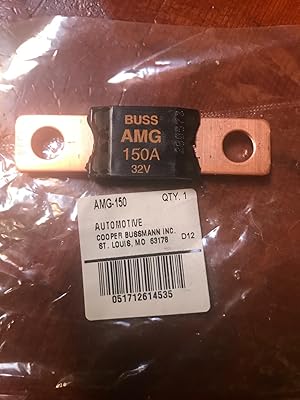 BUSS
AMG
150A
32V
AMG-150 QTY. 1
AUTOMOTIVE
COOPER BUSSMANN INC. D12
ST. LOUIS, MO 63178
051712614535